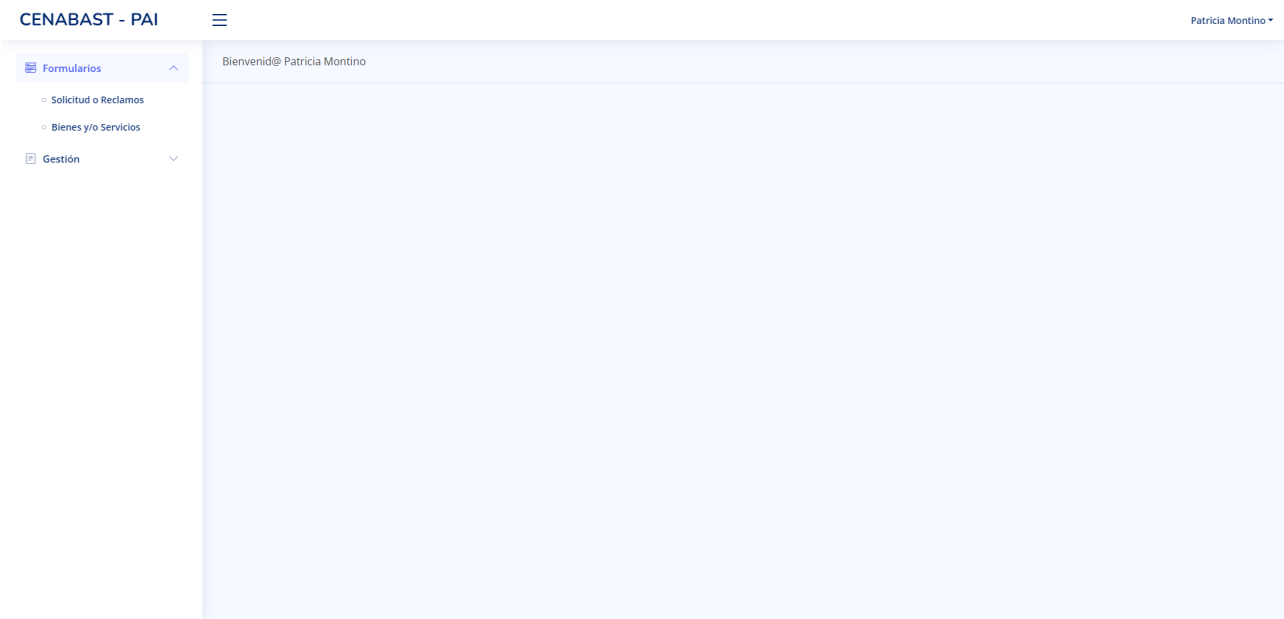 CENABAST - PAI
Patricia Montino
Formularios
Solicitud o Reclamos
Bienes y/o Servicios
Gestión
Bienvenid@ Patricia Montino